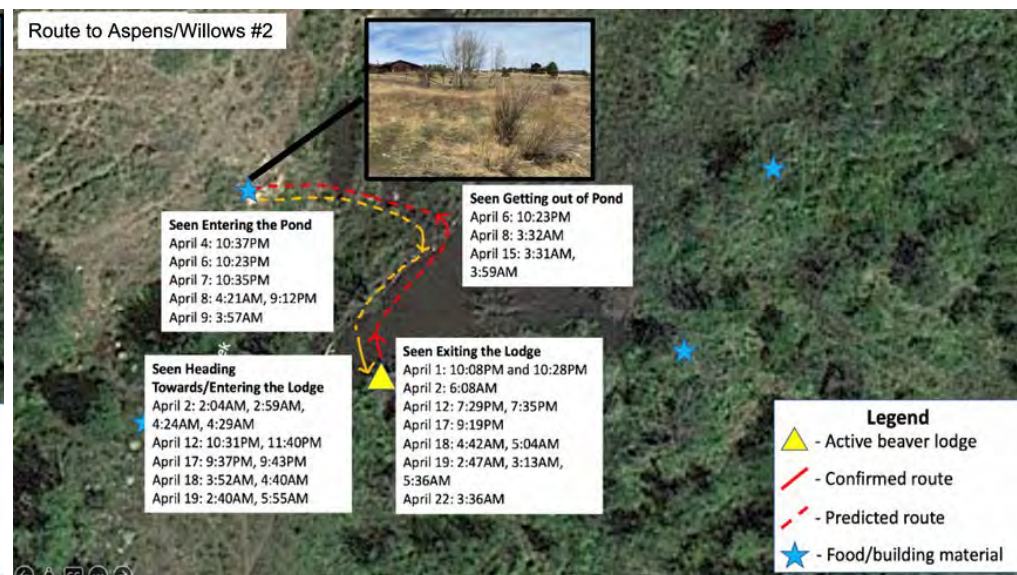 Route to Aspens/Willows #2
Seen Getting out of Pond
April 6: 10:23PM
April 8: 3:32AM
April 15: 3:31AM,
3:59AM
Seen Entering the Pond
April 4: 10:37PM
April 6: 10:23PM
April 7: 10:35PM
April 8: 4:21AM, 9:12PM
April 9: 3:57AM
ek
Seen Heading
Towards/Entering the Lodge
April 2: 2:04AM, 2:59AM,
4:24AM, 4:29AM
April 12: 10:31PM, 11:40PM
April 17: 9:37PM, 9:43PM
April 18: 3:52AM, 4:40AM
April 19: 2:40AM, 5:55AM
Seen Exiting the Lodge
April 1: 10:08PM and 10:28PM
April 2: 6:08AM
April 12: 7:29PM, 7:35PM
April 17: 9:19PM
April 18: 4:42AM, 5:04AM
April 19: 2:47AM, 3:13AM,
5:36AM
April 22: 3:36AM
Legend
- Active beaver lodge
- Confirmed route
- Predicted route
- Food/building material